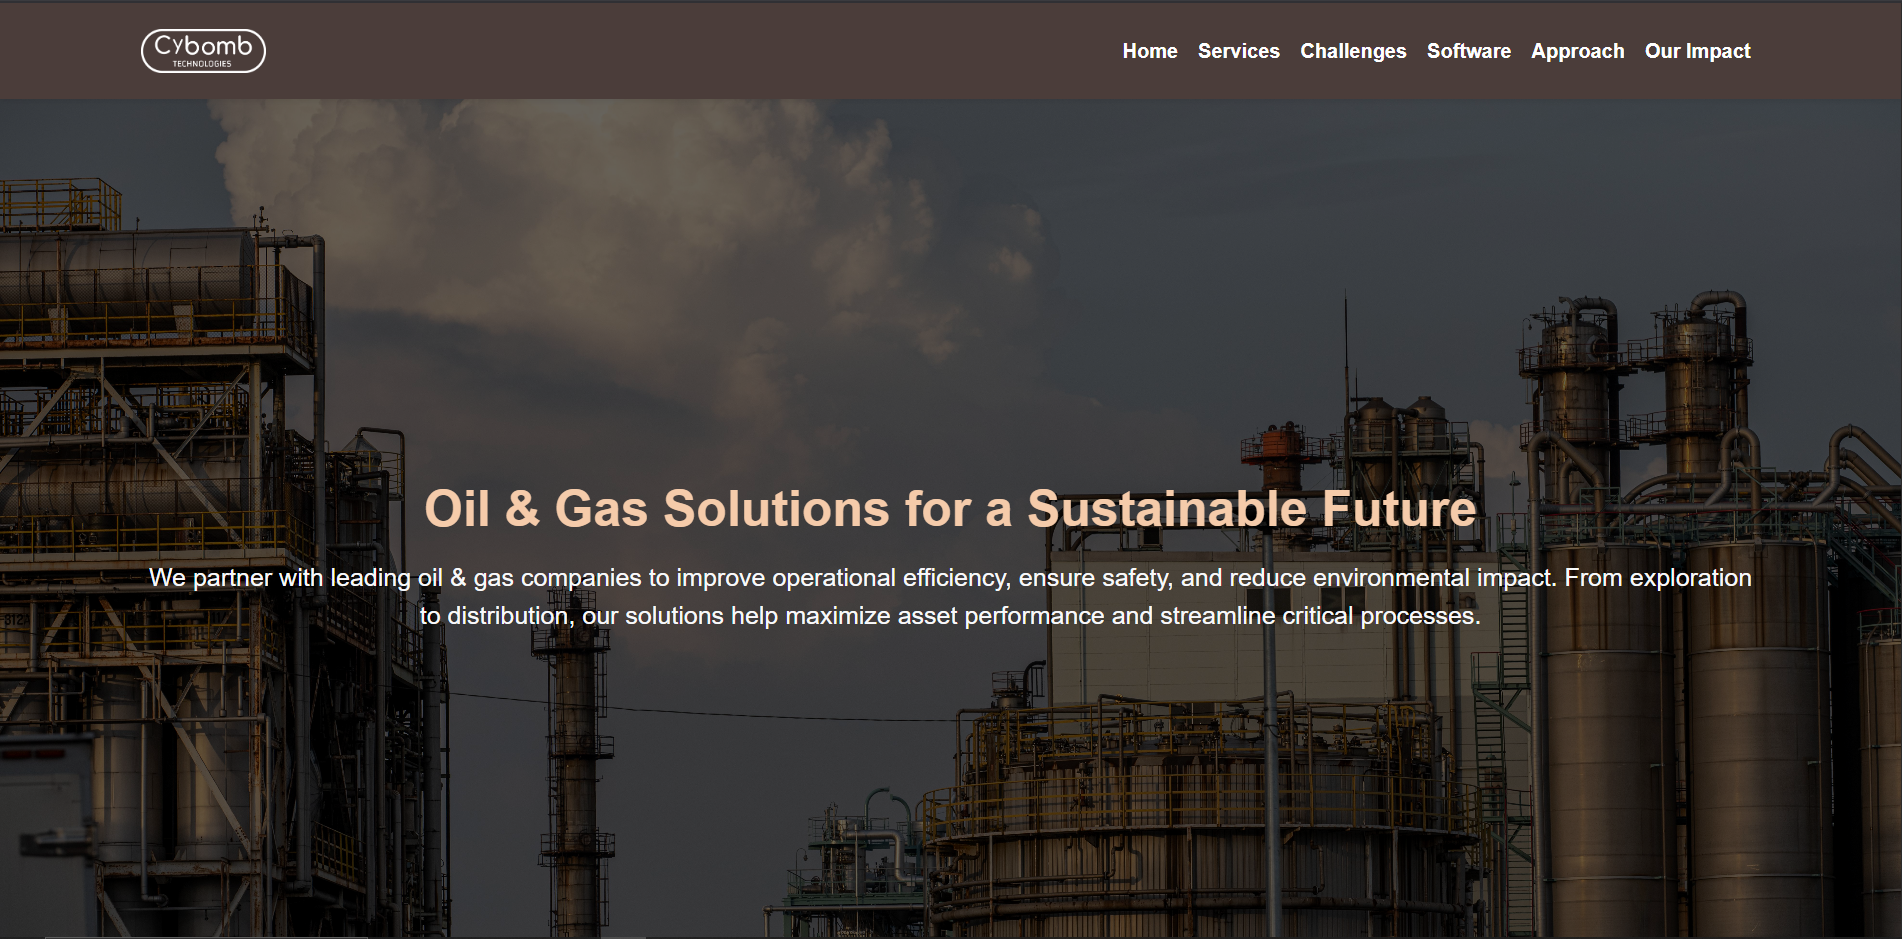 Cybomb
TECHNOLOGIES
Home Services Challenges Software Approach Our Impact
Oil & Gas Solutions for a Sustainable Future
We partner with leading oil & gas companies to improve operational efficiency, ensure safety, and reduce environmental impact. From exploration
to distribution, our solutions help maximize asset performance and streamline critical processes.
312